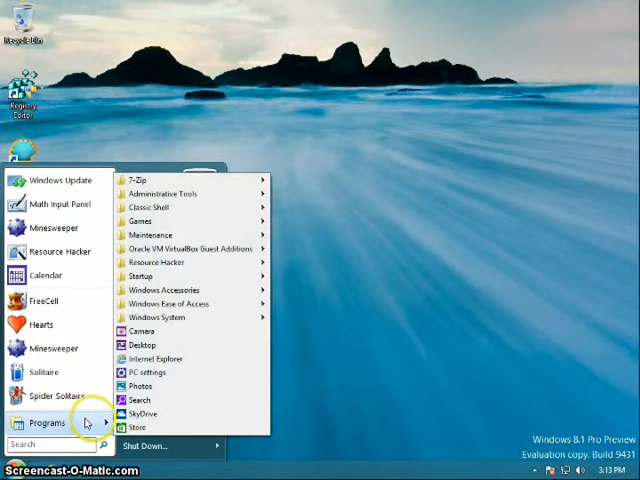 Recycle Bin
Registry
Editor
Windows Update
Math Input Panel
Minesweeper
Resource Hacker
Calendar
FreeCell
Hearts
Minesweeper
Solitaire
Spider Solitaire
Programs
Search
7-Zip
Administrative Tools
Classic Shell
Games
Maintenance
Oracle VM VirtualBox Guest Additions
Resource Hacker
Startup
Windows Accessories
Windows Ease of Access
Windows System
Camera
Desktop
Internet Explorer
PC settings
Photos
Search
SkyDrive
Store
Shut Down...
Windows 8.1 Pro Preview
Evaluation copy. Build 9431
3:13 PM
Screencast-O-Matic.com